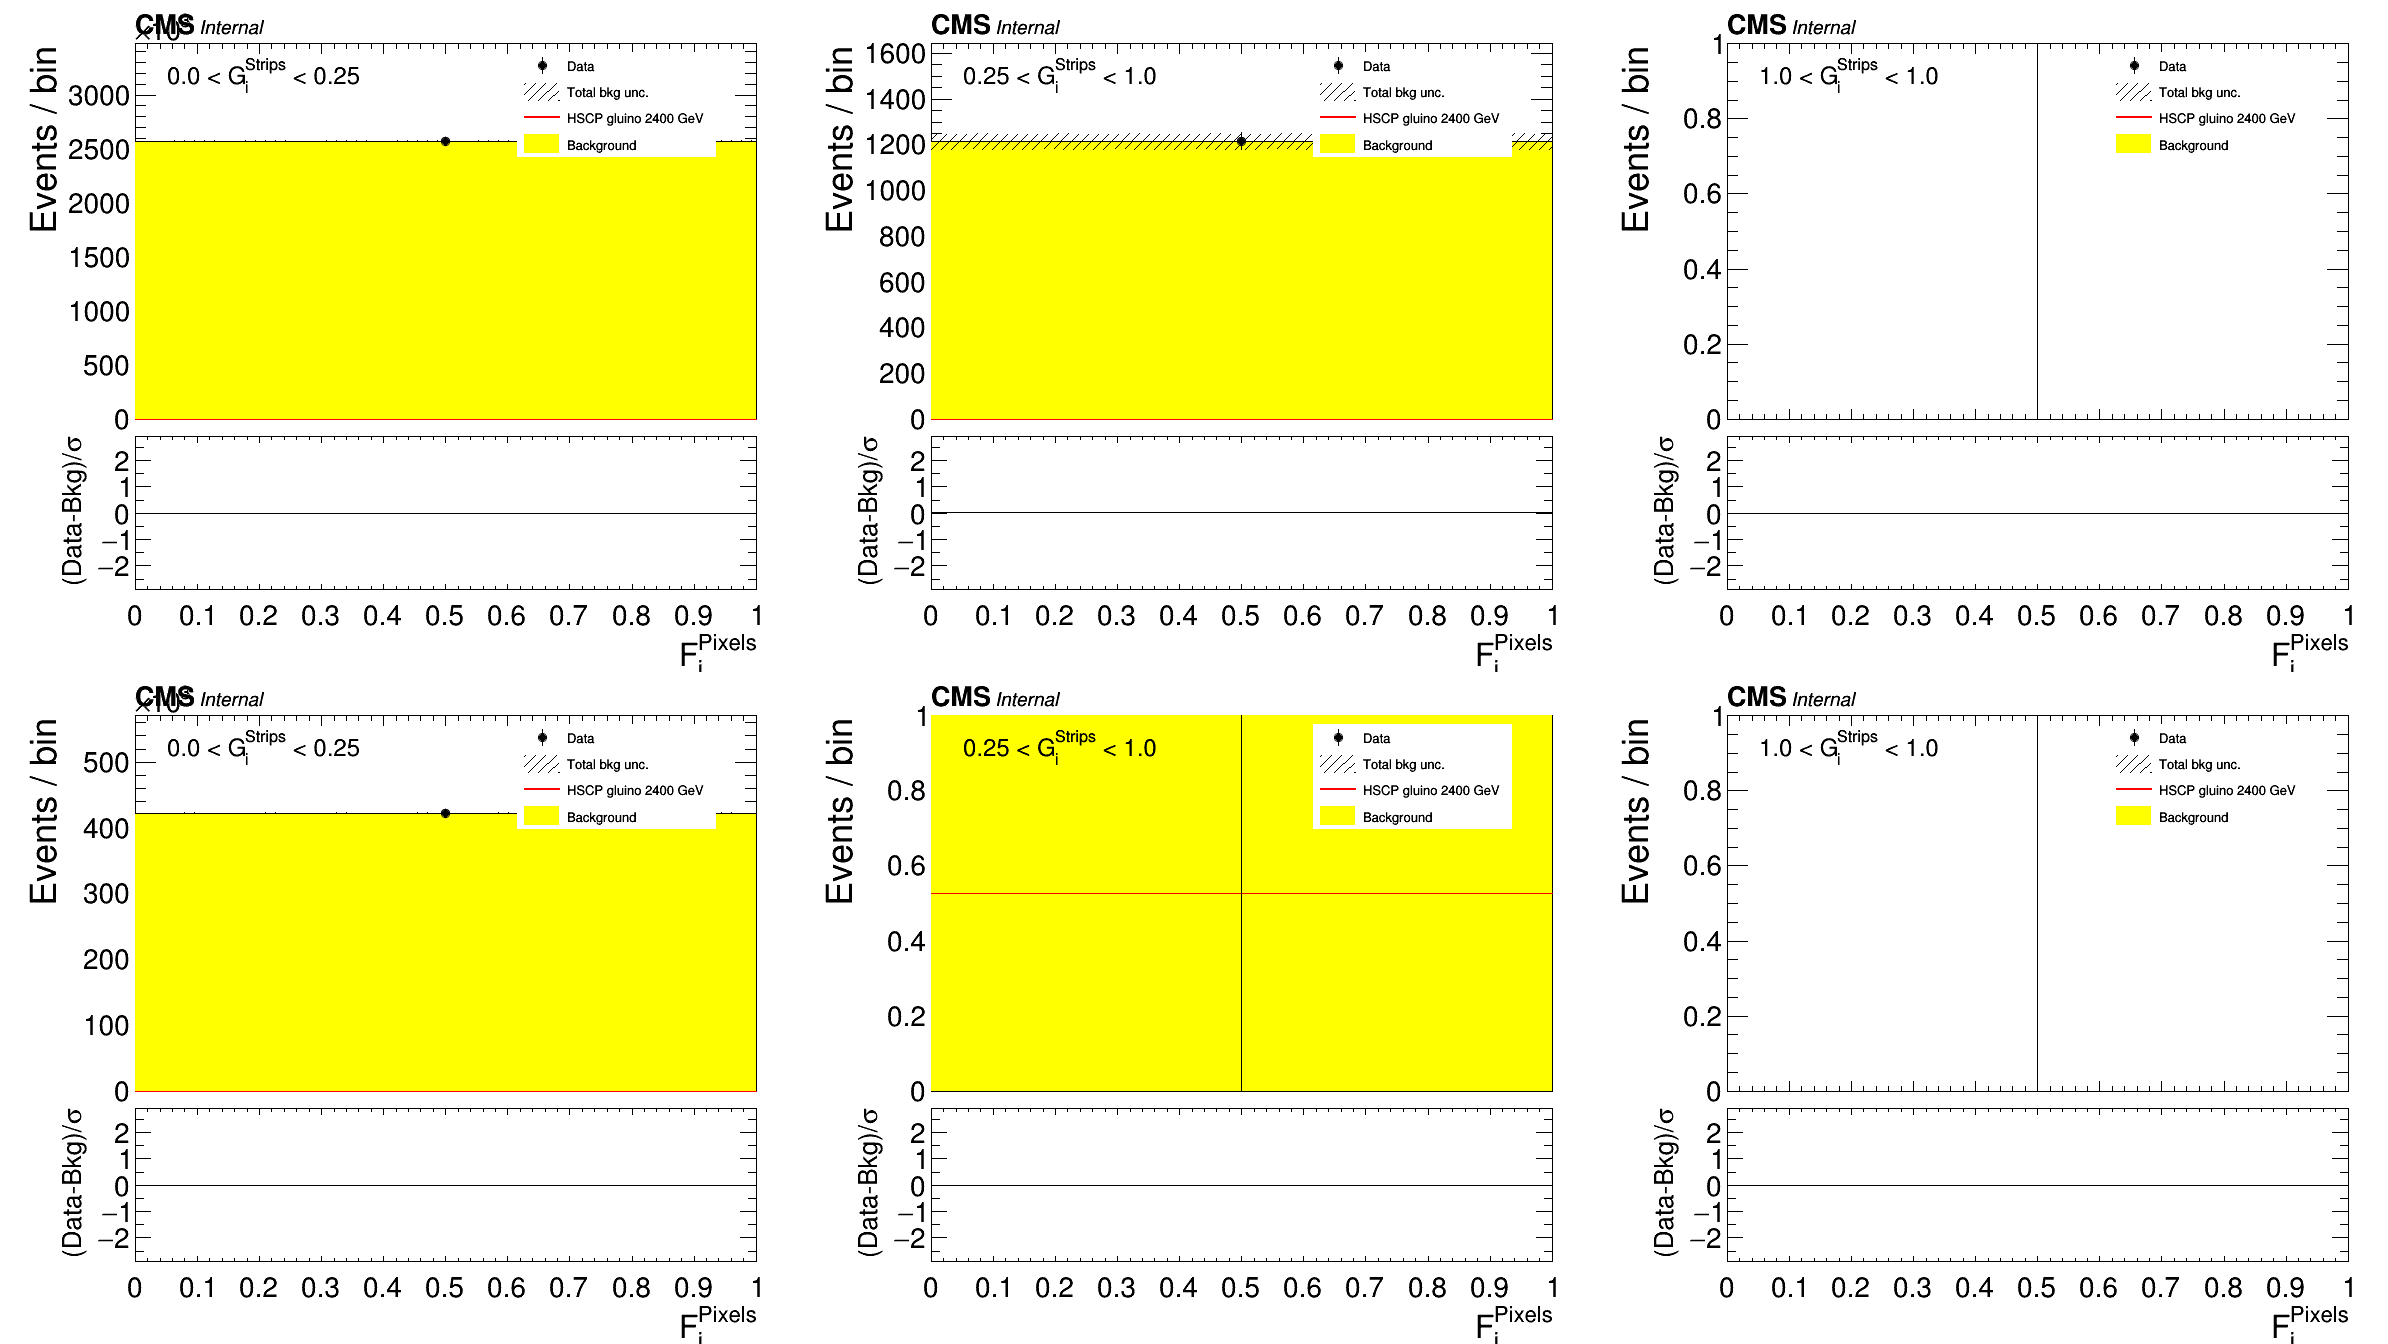 CMS Internal
×10³
Events / bin
0.0 < G_i^Strips < 0.25
Data
Total bkg unc.
HSCP gluino 2400 GeV
Background
3000
2500
2000
1500
1000
500
0
(Data-Bkg)/σ
2
1
0
−1
−2
0 0.1 0.2 0.3 0.4 0.5 0.6 0.7 0.8 0.9 1
F_i^Pixels
CMS Internal
Events / bin
0.25 < G_i^Strips < 1.0
Data
Total bkg unc.
HSCP gluino 2400 GeV
Background
1600
1400
1200
1000
800
600
400
200
0
(Data-Bkg)/σ
2
1
0
−1
−2
0 0.1 0.2 0.3 0.4 0.5 0.6 0.7 0.8 0.9 1
F_i^Pixels
CMS Internal
Events / bin
1.0 < G_i^Strips < 1.0
Data
Total bkg unc.
HSCP gluino 2400 GeV
Background
1
0.8
0.6
0.4
0.2
0
(Data-Bkg)/σ
2
1
0
−1
−2
0 0.1 0.2 0.3 0.4 0.5 0.6 0.7 0.8 0.9 1
F_i^Pixels
CMS Internal
×10³
Events / bin
0.0 < G_i^Strips < 0.25
Data
Total bkg unc.
HSCP gluino 2400 GeV
Background
500
400
300
200
100
0
(Data-Bkg)/σ
2
1
0
−1
−2
0 0.1 0.2 0.3 0.4 0.5 0.6 0.7 0.8 0.9 1
F_i^Pixels
CMS Internal
Events / bin
0.25 < G_i^Strips < 1.0
Data
Total bkg unc.
HSCP gluino 2400 GeV
Background
1
0.8
0.6
0.4
0.2
0
(Data-Bkg)/σ
2
1
0
−1
−2
0 0.1 0.2 0.3 0.4 0.5 0.6 0.7 0.8 0.9 1
F_i^Pixels
CMS Internal
Events / bin
1.0 < G_i^Strips < 1.0
Data
Total bkg unc.
HSCP gluino 2400 GeV
Background
1
0.8
0.6
0.4
0.2
0
(Data-Bkg)/σ
2
1
0
−1
−2
0 0.1 0.2 0.3 0.4 0.5 0.6 0.7 0.8 0.9 1
F_i^Pixels